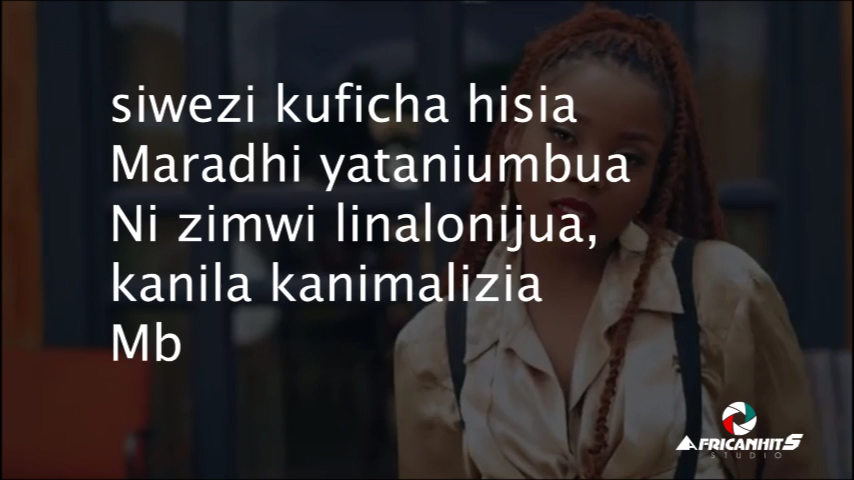 siwezi kuficha hisia
Maradhi yataniumbua
Ni zimwi linalonijua,
kanila kanimalizia
Mb
AFRICANHITS
STUDIO